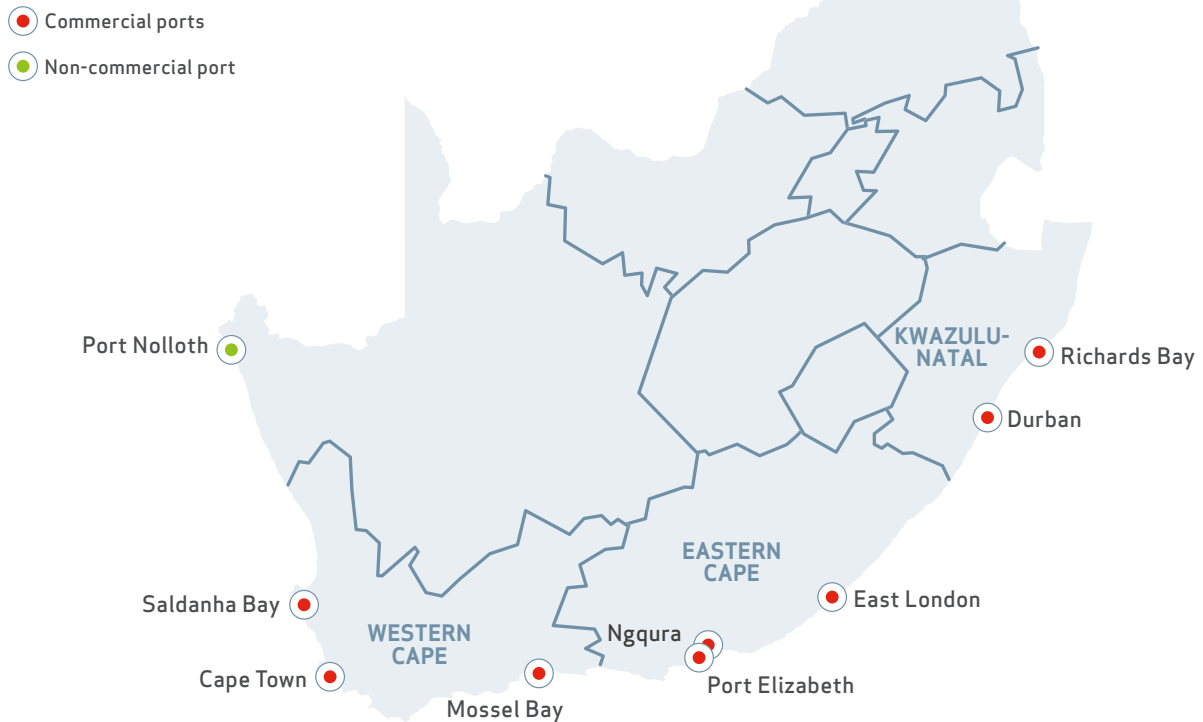 Commercial ports
Non-commercial port
Port Nolloth
KWAZULU-
NATAL
Richards Bay
Durban
EASTERN
CAPE
Saldanha Bay
East London
WESTERN
CAPE
Ngqura
Cape Town
Port Elizabeth
Mossel Bay